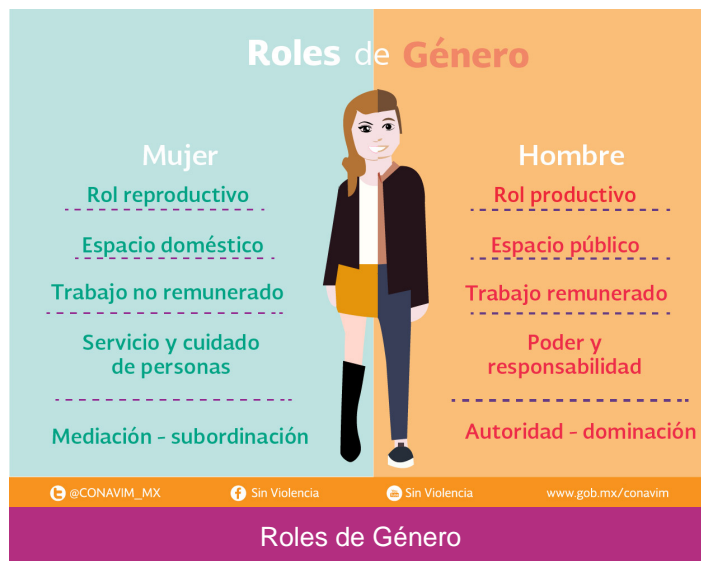 Roles de Género
Mujer
Rol reproductivo
Espacio doméstico
Trabajo no remunerado
Servicio y cuidado
de personas
Mediación - subordinación
Hombre
Rol productivo
Espacio público
Trabajo remunerado
Poder y
responsabilidad
Autoridad - dominación
@CONAVIM_MX
Sin Violencia
Sin Violencia
www.gob.mx/conavim
Roles de Género